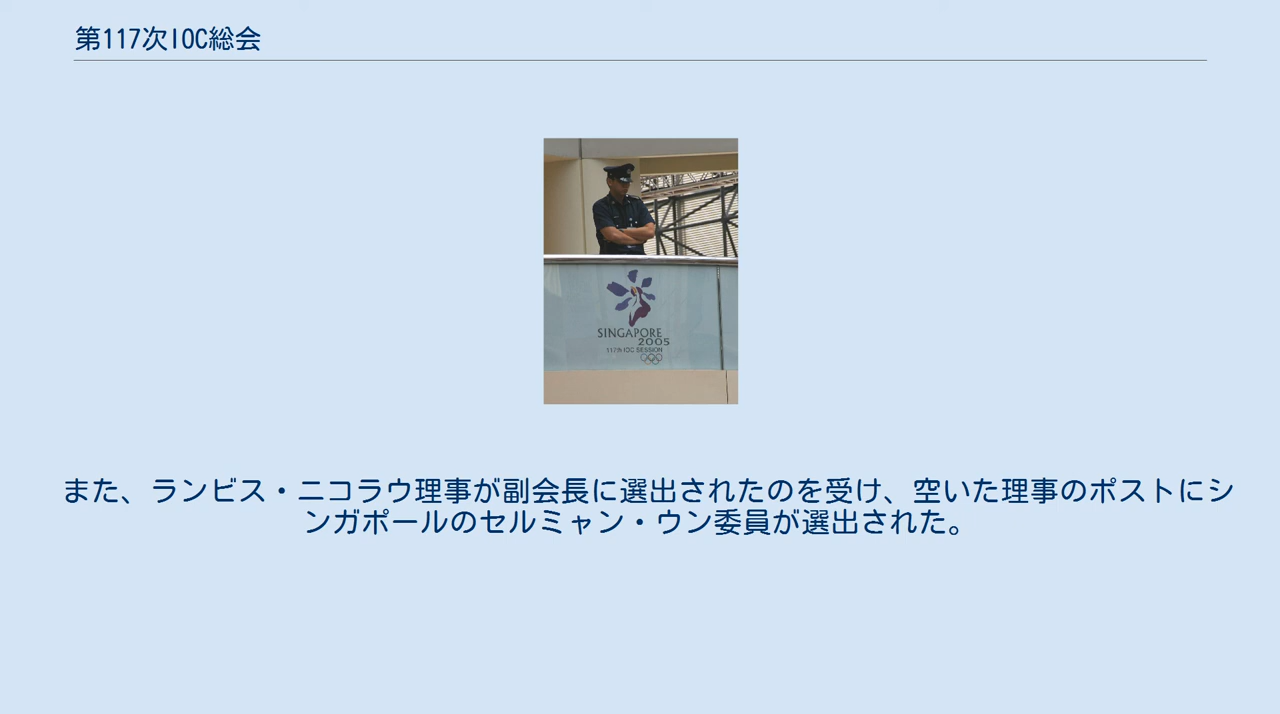 第117次IOC総会
SINGAPORE
2005
117th IOC SESSION
また、ランビス・ニコラウ理事が副会長に選出されたのを受け、空いた理事のポストにシ
ンガポールのセルミャン・ウン委員が選出された。